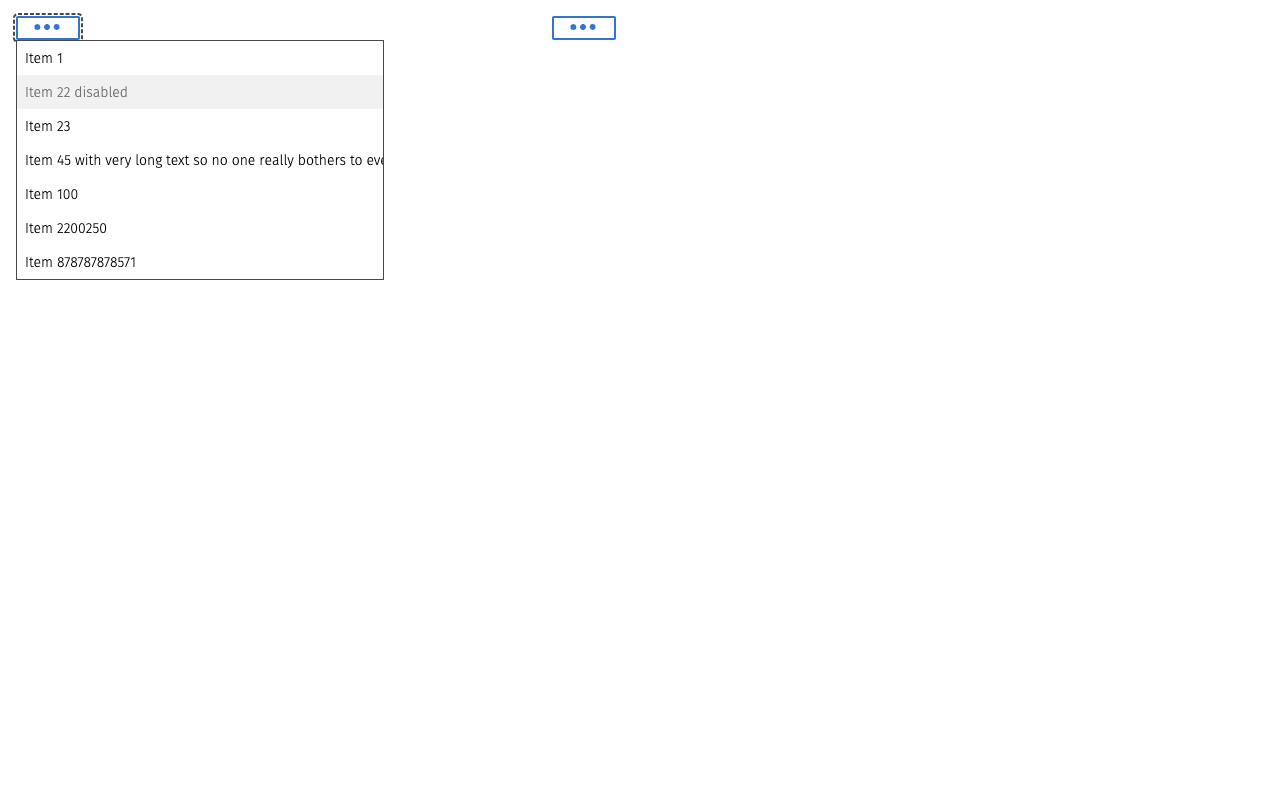 Item 1
Item 22 disabled
Item 23
Item 45 with very long text so no one really bothers to eve
Item 100
Item 2200250
Item 878787878571